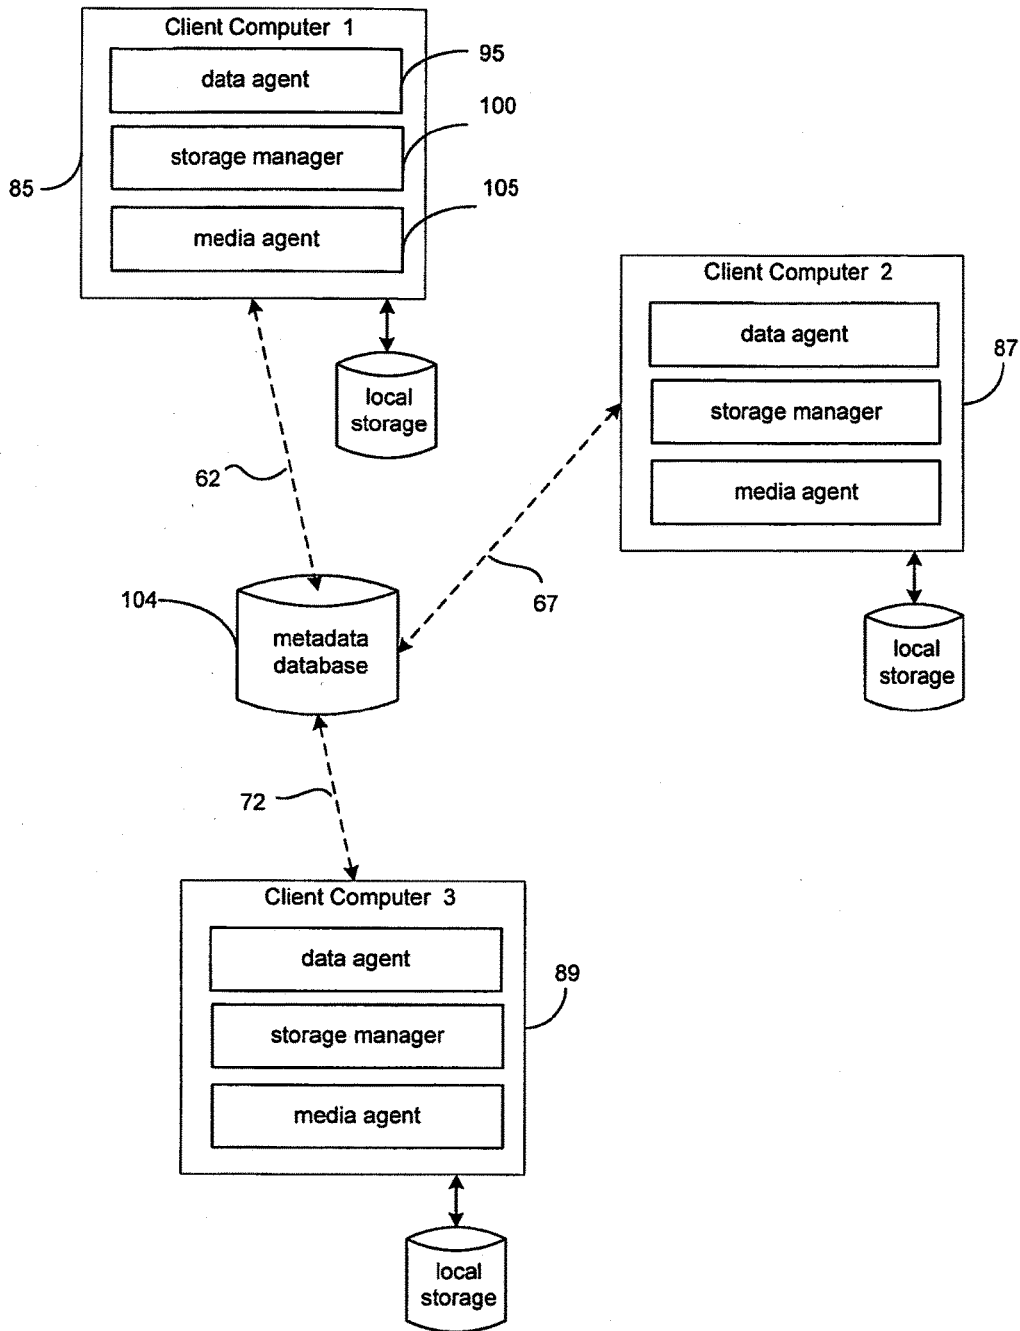 Client Computer 1
data agent
95
storage manager
100
media agent
105
85
local
storage
Client Computer 2
data agent
storage manager
media agent
87
local
storage
62
67
104
metadata
database
72
Client Computer 3
data agent
storage manager
media agent
89
local
storage